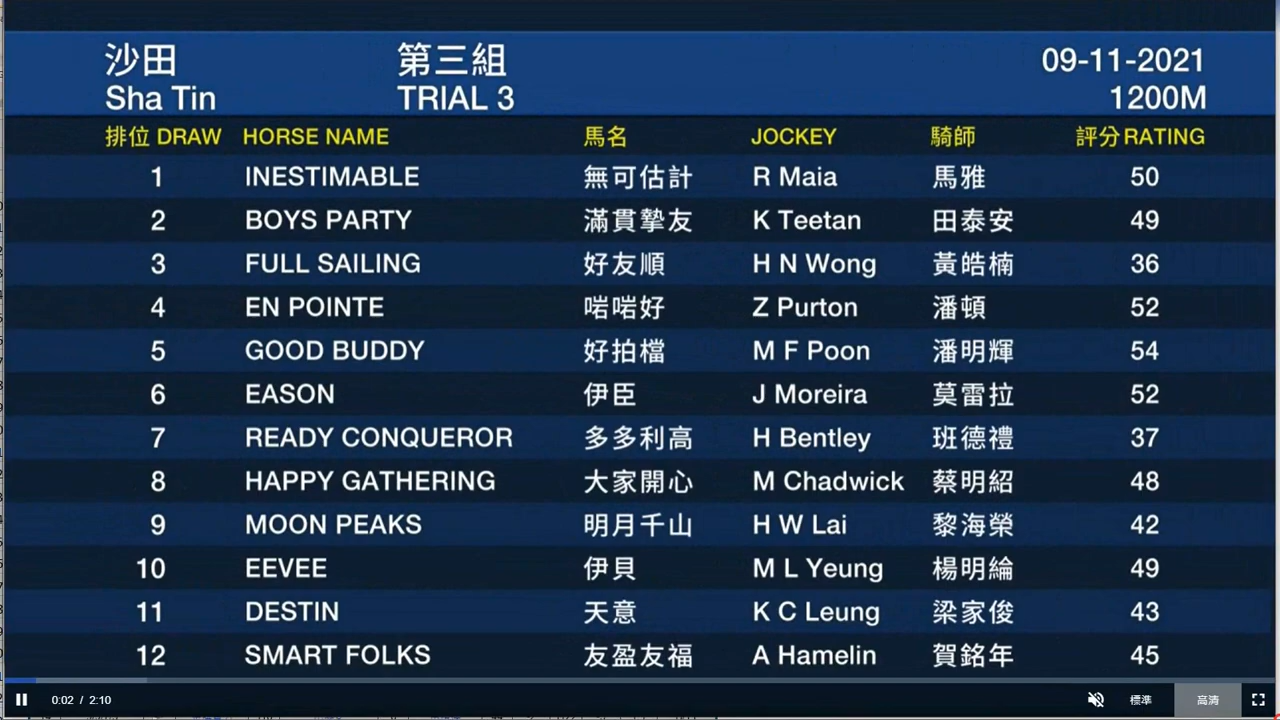 沙田 第三組 09-11-2021
Sha Tin TRIAL 3 1200M
排位 DRAW HORSE NAME 馬名 JOCKEY 騎師 評分 RATING
1 INESTIMABLE 無可估計 R Maia 馬雅 50
2 BOYS PARTY 滿貫摯友 K Teetan 田泰安 49
3 FULL SAILING 好友順 H N Wong 黃皓楠 36
4 EN POINTE 啱啱好 Z Purton 潘頓 52
5 GOOD BUDDY 好拍檔 M F Poon 潘明輝 54
6 EASON 伊臣 J Moreira 莫雷拉 52
7 READY CONQUEROR 多多利高 H Bentley 班德禮 37
8 HAPPY GATHERING 大家開心 M Chadwick 蔡明紹 48
9 MOON PEAKS 明月千山 H W Lai 黎海榮 42
10 EEVEE 伊貝 M L Yeung 楊明綸 49
11 DESTIN 天意 K C Leung 梁家俊 43
12 SMART FOLKS 友盈友福 A Hamelin 賀銘年 45
0:02 / 2:10 標準 高清